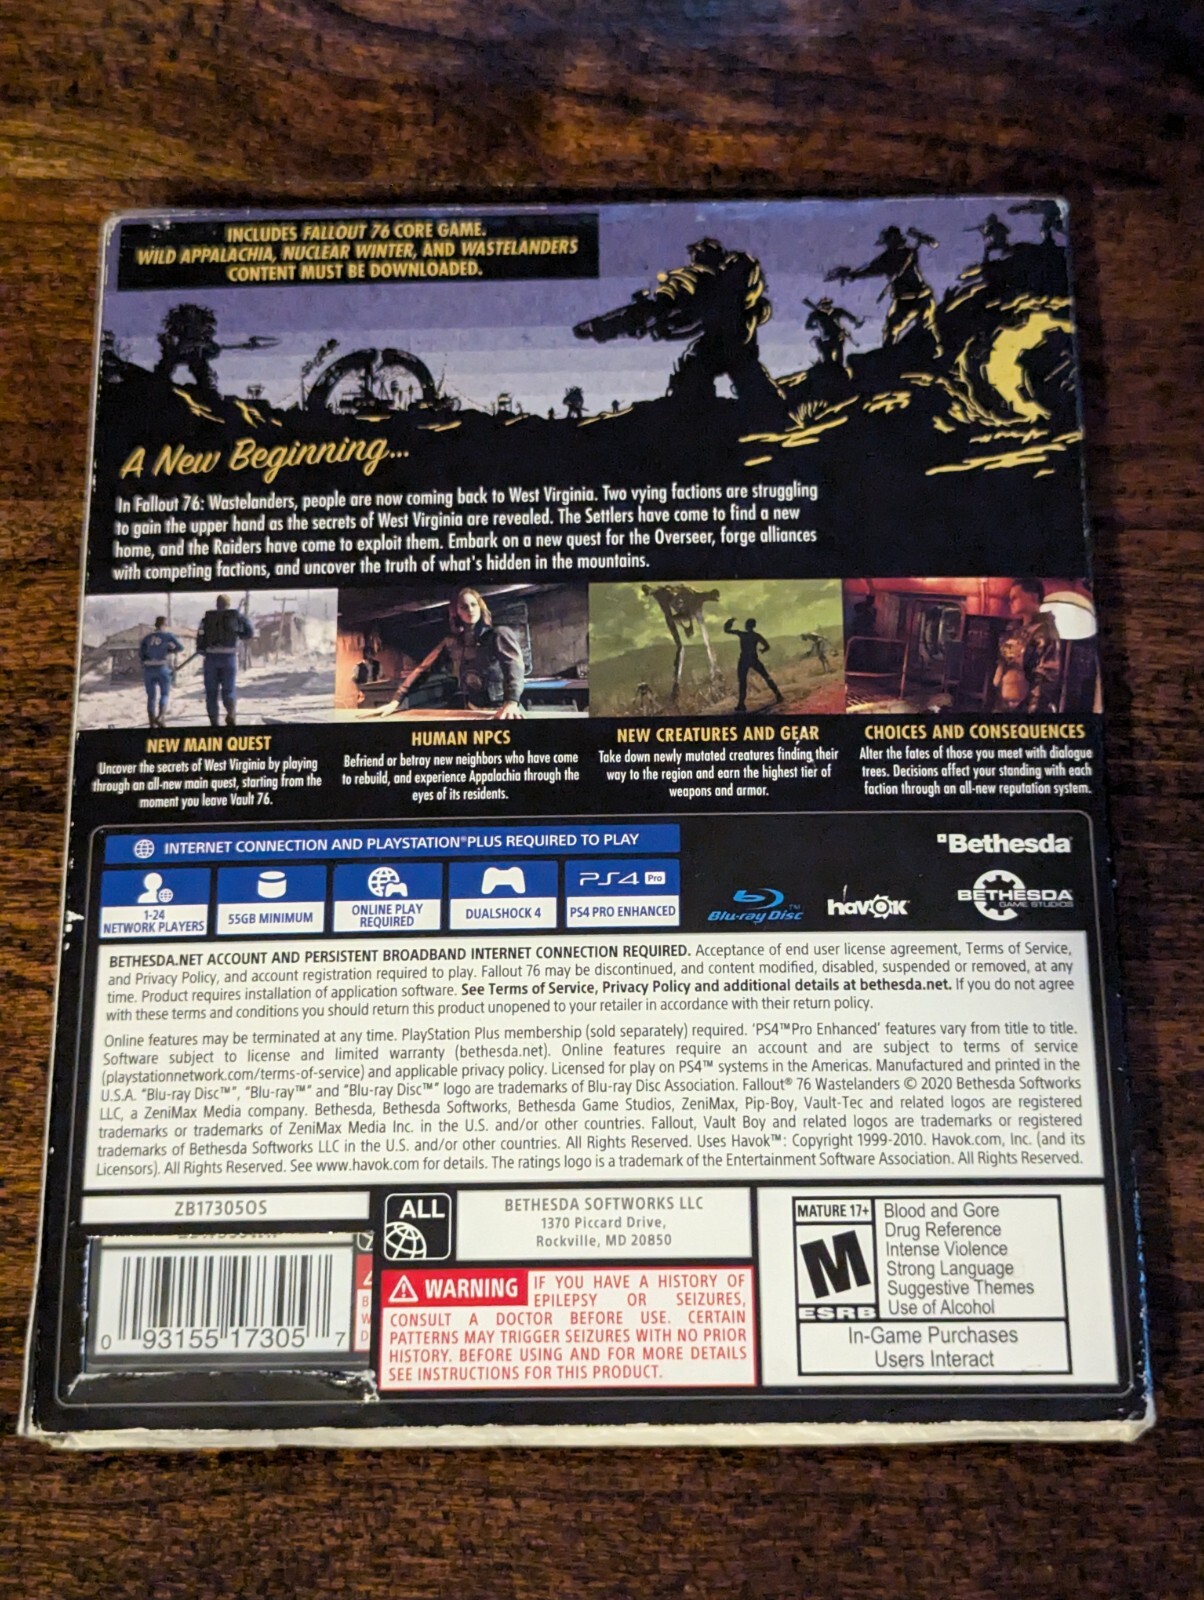 INCLUDES FALLOUT 76 CORE GAME.
WILD APPALACHIA, NUCLEAR WINTER, AND WASTELANDERS
CONTENT MUST BE DOWNLOADED.
A New Beginning...
In Fallout 76: Wastelanders, people are now coming back to West Virginia. Two vying factions are struggling
to gain the upper hand as the secrets of West Virginia are revealed. The Settlers have come to find a new
home, and the Raiders have come to exploit them. Embark on a new quest for the Overseer, forge alliances
with competing factions, and uncover the truth of what's hidden in the mountains.
NEW MAIN QUEST
Uncover the secrets of West Virginia by playing
through an all-new main quest, starting from the
moment you leave Vault 76.
HUMAN NPCS
Befriend or betray new neighbors who have come
to rebuild, and experience Appalachia through the
eyes of its residents.
NEW CREATURES AND GEAR
Take down newly mutated creatures finding their
way to the region and earn the highest tier of
weapons and armor.
CHOICES AND CONSEQUENCES
Alter the fates of those you meet with dialogue
trees. Decisions affect your standing with each
faction through an all-new reputation system.
INTERNET CONNECTION AND PLAYSTATION®PLUS REQUIRED TO PLAY
1-24
NETWORK PLAYERS
55GB MINIMUM
ONLINE PLAY
REQUIRED
DUALSHOCK 4
PS4 Pro
PS4 PRO ENHANCED
Blu-ray Disc™
havok™
Bethesda®
BETHESDA®
GAME STUDIOS
BETHESDA.NET ACCOUNT AND PERSISTENT BROADBAND INTERNET CONNECTION REQUIRED. Acceptance of end user license agreement, Terms of Service,
and Privacy Policy, and account registration required to play. Fallout 76 may be discontinued, and content modified, disabled, suspended or removed, at any
time. Product requires installation of application software. See Terms of Service, Privacy Policy and additional details at bethesda.net. If you do not agree
with these terms and conditions you should return this product unopened to your retailer in accordance with their return policy.
Online features may be terminated at any time. PlayStation Plus membership (sold separately) required. 'PS4™Pro Enhanced' features vary from title to title.
Software subject to license and limited warranty (bethesda.net). Online features require an account and are subject to terms of service
(playstationnetwork.com/terms-of-service) and applicable privacy policy. Licensed for play on PS4™ systems in the Americas. Manufactured and printed in the
U.S.A. "Blu-ray Disc™", "Blu-ray™" and "Blu-ray Disc™" logo are trademarks of Blu-ray Disc Association. Fallout® 76 Wastelanders © 2020 Bethesda Softworks
LLC, a ZeniMax Media company. Bethesda, Bethesda Softworks, Bethesda Game Studios, ZeniMax, Pip-Boy, Vault-Tec and related logos are registered
trademarks or trademarks of ZeniMax Media Inc. in the U.S. and/or other countries. Fallout, Vault Boy and related logos are trademarks or registered
trademarks of Bethesda Softworks LLC in the U.S. and/or other countries. All Rights Reserved. Uses Havok™: Copyright 1999-2010. Havok.com, Inc. (and its
Licensors). All Rights Reserved. See www.havok.com for details. The ratings logo is a trademark of the Entertainment Software Association. All Rights Reserved.
ZB17305OS
0 93155 17305 7
ALL
BETHESDA SOFTWORKS LLC
1370 Piccard Drive,
Rockville, MD 20850
WARNING IF YOU HAVE A HISTORY OF
EPILEPSY OR SEIZURES,
CONSULT A DOCTOR BEFORE USE. CERTAIN
PATTERNS MAY TRIGGER SEIZURES WITH NO PRIOR
HISTORY. BEFORE USING AND FOR MORE DETAILS
SEE INSTRUCTIONS FOR THIS PRODUCT.
MATURE 17+
M
ESRB
Blood and Gore
Drug Reference
Intense Violence
Strong Language
Suggestive Themes
Use of Alcohol
In-Game Purchases
Users Interact